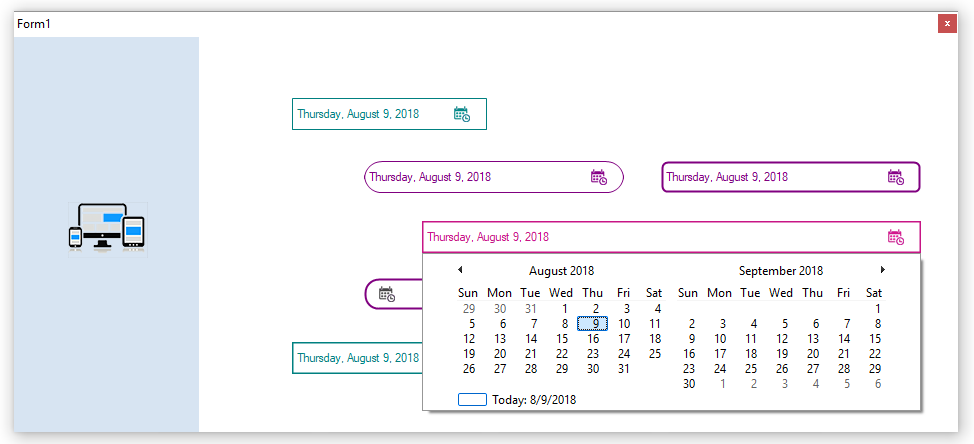 Form1
x
Thursday, August 9, 2018
Thursday, August 9, 2018
Thursday, August 9, 2018
Thursday, August 9, 2018
August 2018
September 2018
Sun Mon Tue Wed Thu Fri Sat Sun Mon Tue Wed Thu Fri Sat
29 30 31 1 2 3 4 1
5 6 7 8 9 10 11 2 3 4 5 6 7 8
12 13 14 15 16 17 18 9 10 11 12 13 14 15
19 20 21 22 23 24 25 16 17 18 19 20 21 22
26 27 28 29 30 31 23 24 25 26 27 28 29
30 1 2 3 4 5 6
Today: 8/9/2018
Thursday, August 9, 2018